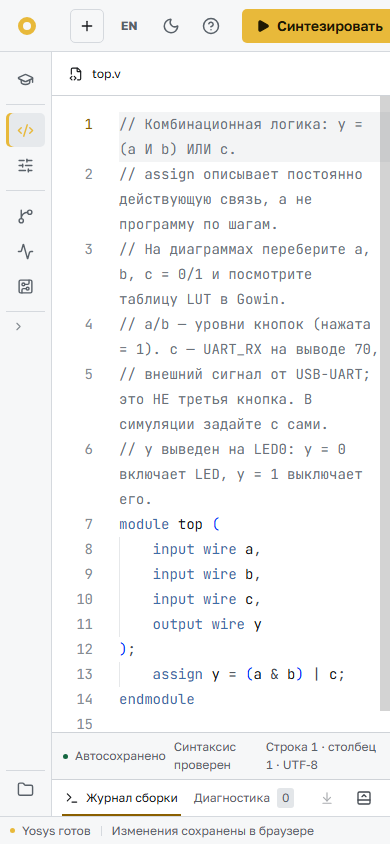 EN
Синтезировать
top.v
1 // Комбинационная логика: y =
(a И b) ИЛИ c.
2 // assign описывает постоянно
действующую связь, а не
программу по шагам.
3 // На диаграммах переберите a,
b, c = 0/1 и посмотрите
таблицу LUT в Gowin.
4 // a/b — уровни кнопок (нажата
= 1). c — UART_RX на выводе 70,
5 // внешний сигнал от USB-UART;
это НЕ третья кнопка. В
симуляции задайте c сами.
6 // y выведен на LED0: y = 0
включает LED, y = 1 выключает
его.
7 module top (
8 input wire a,
9 input wire b,
10 input wire c,
11 output wire y
12 );
13 assign y = (a & b) | c;
14 endmodule
15
Автосохранено Синтаксис проверен Строка 1 · столбец 1 · UTF-8
Журнал сборки Диагностика 0
Yosys готов Изменения сохранены в браузере